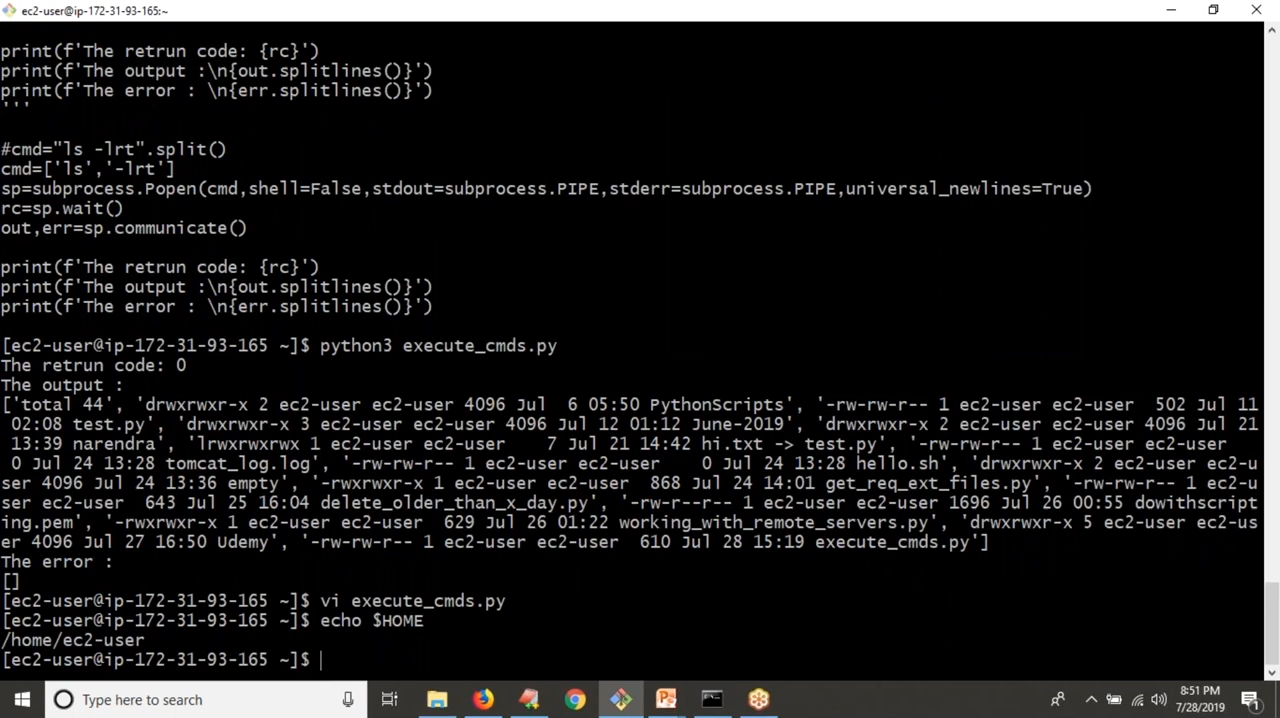 ec2-user@ip-172-31-93-165:~
print(f'The retrun code: {rc}')
print(f'The output :\n{out.splitlines()}')
print(f'The error : \n{err.splitlines()}')
'''
#cmd="ls -lrt".split()
cmd=['ls','-lrt']
sp=subprocess.Popen(cmd,shell=False,stdout=subprocess.PIPE,stderr=subprocess.PIPE,universal_newlines=True)
rc=sp.wait()
out,err=sp.communicate()
print(f'The retrun code: {rc}')
print(f'The output :\n{out.splitlines()}')
print(f'The error : \n{err.splitlines()}')
[ec2-user@ip-172-31-93-165 ~]$ python3 execute_cmds.py
The retrun code: 0
The output :
['total 44', 'drwxrwxr-x 2 ec2-user ec2-user 4096 Jul  6 05:50 PythonScripts', '-rw-rw-r-- 1 ec2-user ec2-user  502 Jul 11
02:08 test.py', 'drwxrwxr-x 3 ec2-user ec2-user 4096 Jul 12 01:12 June-2019', 'drwxrwxr-x 2 ec2-user ec2-user 4096 Jul 21
13:39 narendra', 'lrwxrwxrwx 1 ec2-user ec2-user    7 Jul 21 14:42 hi.txt -> test.py', '-rw-rw-r-- 1 ec2-user ec2-user
0 Jul 24 13:28 tomcat_log.log', '-rw-rw-r-- 1 ec2-user ec2-user    0 Jul 24 13:28 hello.sh', 'drwxrwxr-x 2 ec2-user ec2-u
ser 4096 Jul 24 13:36 empty', '-rwxrwxr-x 1 ec2-user ec2-user  868 Jul 24 14:01 get_req_ext_files.py', '-rw-rw-r-- 1 ec2-u
ser ec2-user  643 Jul 25 16:04 delete_older_than_x_day.py', '-rw-r--r-- 1 ec2-user ec2-user 1696 Jul 26 00:55 dowithscript
ing.pem', '-rwxrwxr-x 1 ec2-user ec2-user  629 Jul 26 01:22 working_with_remote_servers.py', 'drwxrwxr-x 5 ec2-user ec2-us
er 4096 Jul 27 16:50 Udemy', '-rw-rw-r-- 1 ec2-user ec2-user  610 Jul 28 15:19 execute_cmds.py']
The error :
[]
[ec2-user@ip-172-31-93-165 ~]$ vi execute_cmds.py
[ec2-user@ip-172-31-93-165 ~]$ echo $HOME
/home/ec2-user
[ec2-user@ip-172-31-93-165 ~]$
Type here to search
8:51 PM
7/28/2019
1